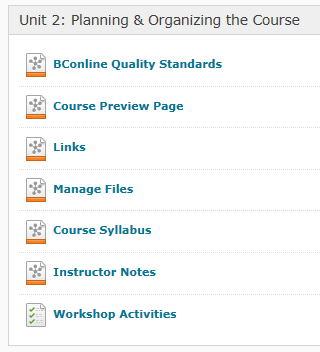 Unit 2: Planning & Organizing the Course
BConline Quality Standards
Course Preview Page
Links
Manage Files
Course Syllabus
Instructor Notes
Workshop Activities